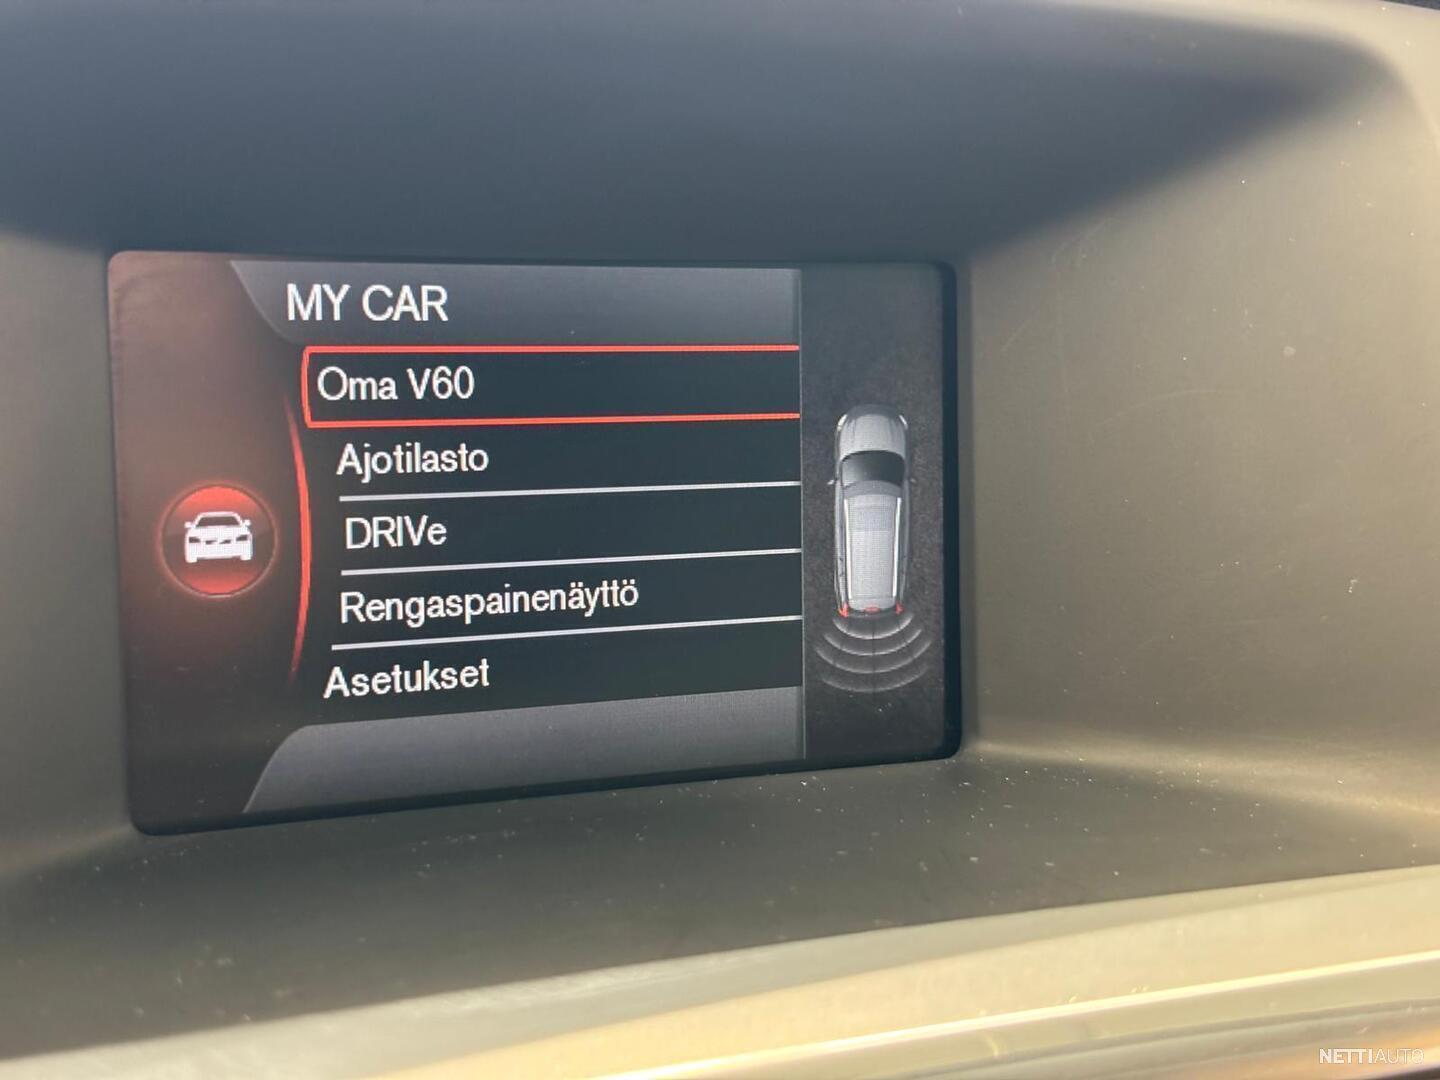 MY CAR
Oma V60
Ajotilasto
DRIVe
Rengaspainenäyttö
Asetukset
NETTIAUTO